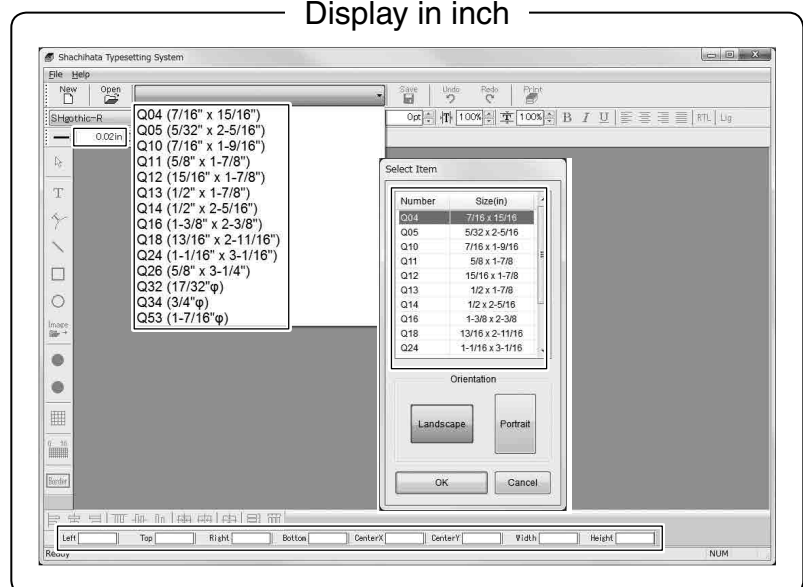 Display in inch
Shachihata Typesetting System
File Help
New Open Save Undo Redo Print
SHgothic-R 0pt 100% 100% B I U RTL Lig
0.02in
Q04 (7/16" x 15/16")
Q05 (5/32" x 2-5/16")
Q10 (7/16" x 1-9/16")
Q11 (5/8" x 1-7/8")
Q12 (15/16" x 1-7/8")
Q13 (1/2" x 1-7/8")
Q14 (1/2" x 2-5/16")
Q16 (1-3/8" x 2-3/8")
Q18 (13/16" x 2-11/16")
Q24 (1-1/16" x 3-1/16")
Q26 (5/8" x 3-1/4")
Q32 (17/32"φ)
Q34 (3/4"φ)
Q53 (1-7/16"φ)
T
Image
0 10
Border
Select Item
Number Size(in)
Q04 7/16 x 15/16
Q05 5/32 x 2-5/16
Q10 7/16 x 1-9/16
Q11 5/8 x 1-7/8
Q12 15/16 x 1-7/8
Q13 1/2 x 1-7/8
Q14 1/2 x 2-5/16
Q16 1-3/8 x 2-3/8
Q18 13/16 x 2-11/16
Q24 1-1/16 x 3-1/16
Orientation
Landscape Portrait
OK Cancel
Left Top Right Bottom CenterX CenterY Width Height
Ready NUM